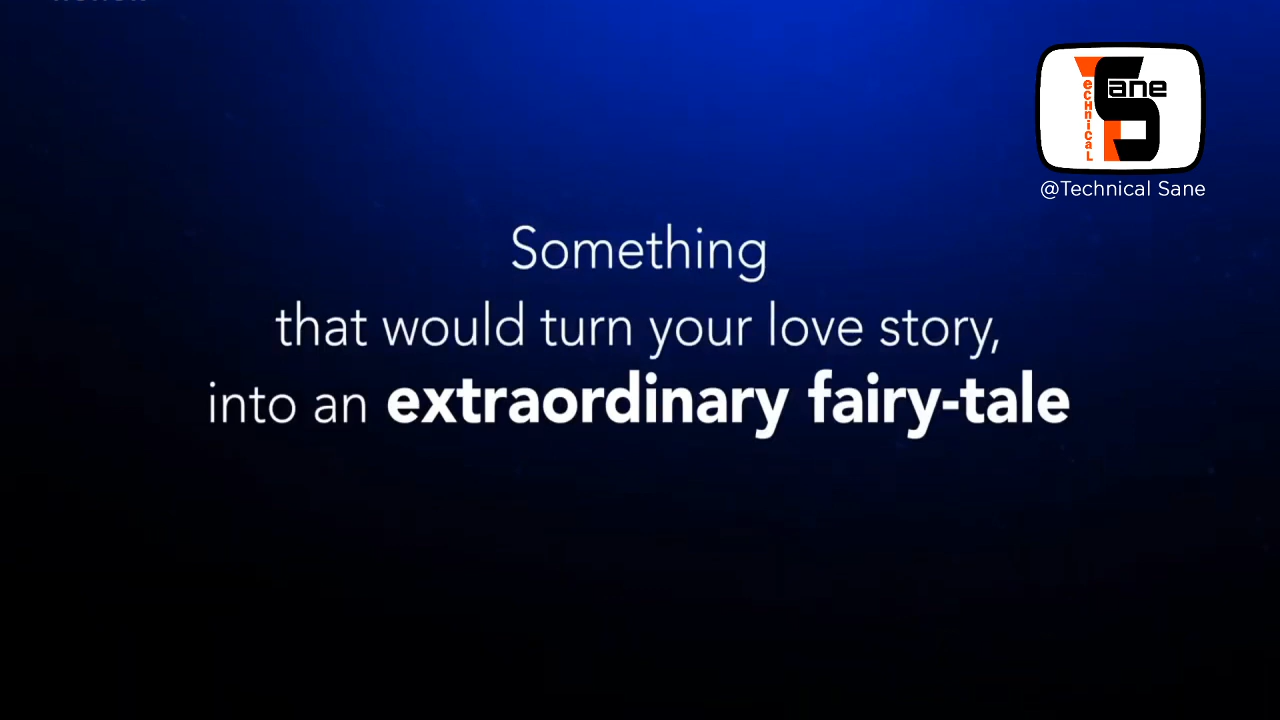 Technical
Sane
@Technical Sane
Something
that would turn your love story,
into an extraordinary fairy-tale